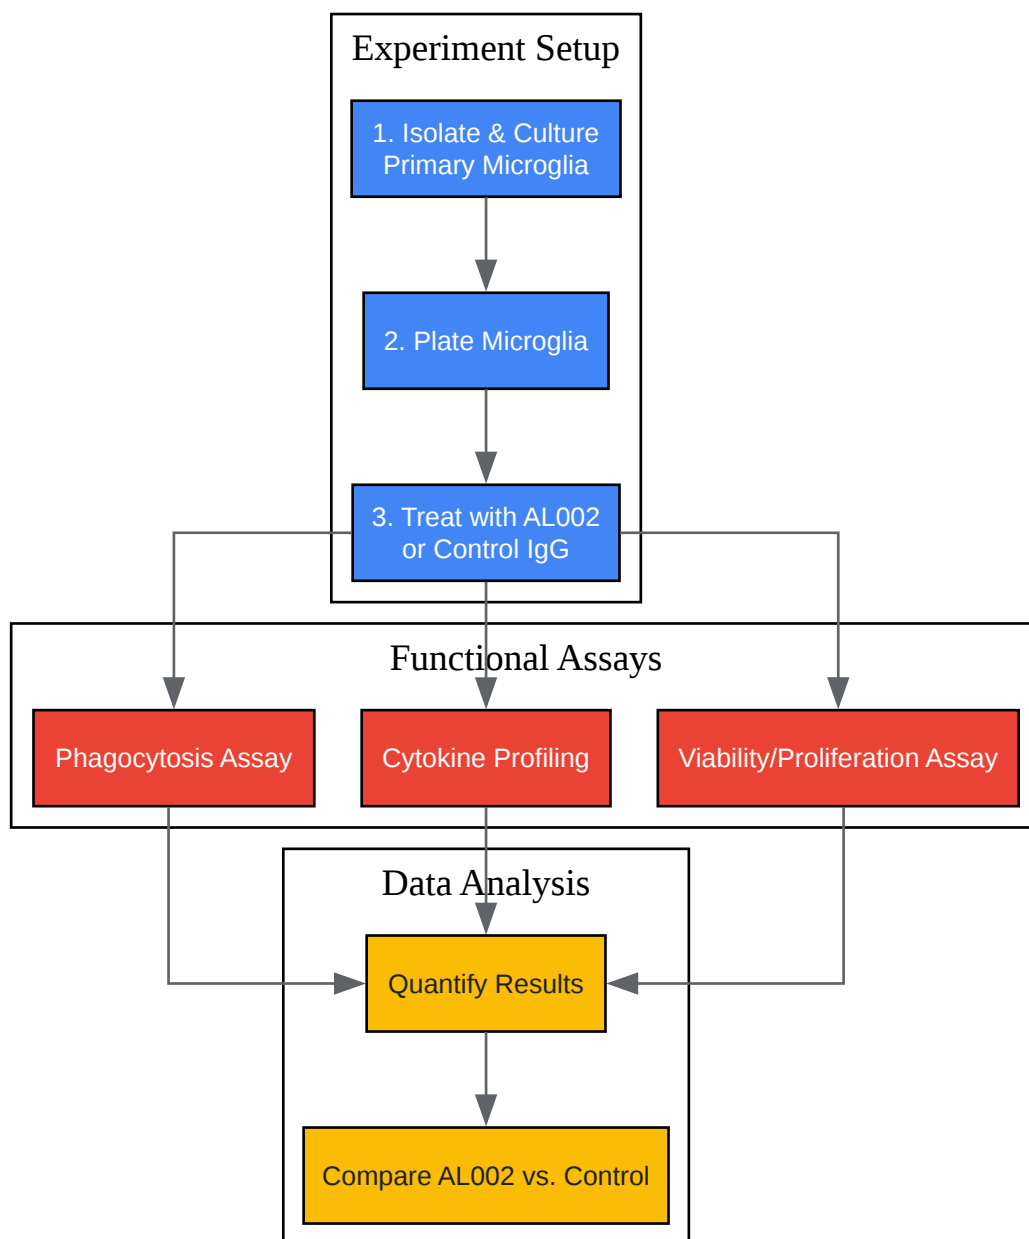 Experiment Setup
1. Isolate & Culture
Primary Microglia
2. Plate Microglia
3. Treat with AL002
or Control IgG
Functional Assays
Phagocytosis Assay
Cytokine Profiling
Viability/Proliferation Assay
Data Analysis
Quantify Results
Compare AL002 vs. Control